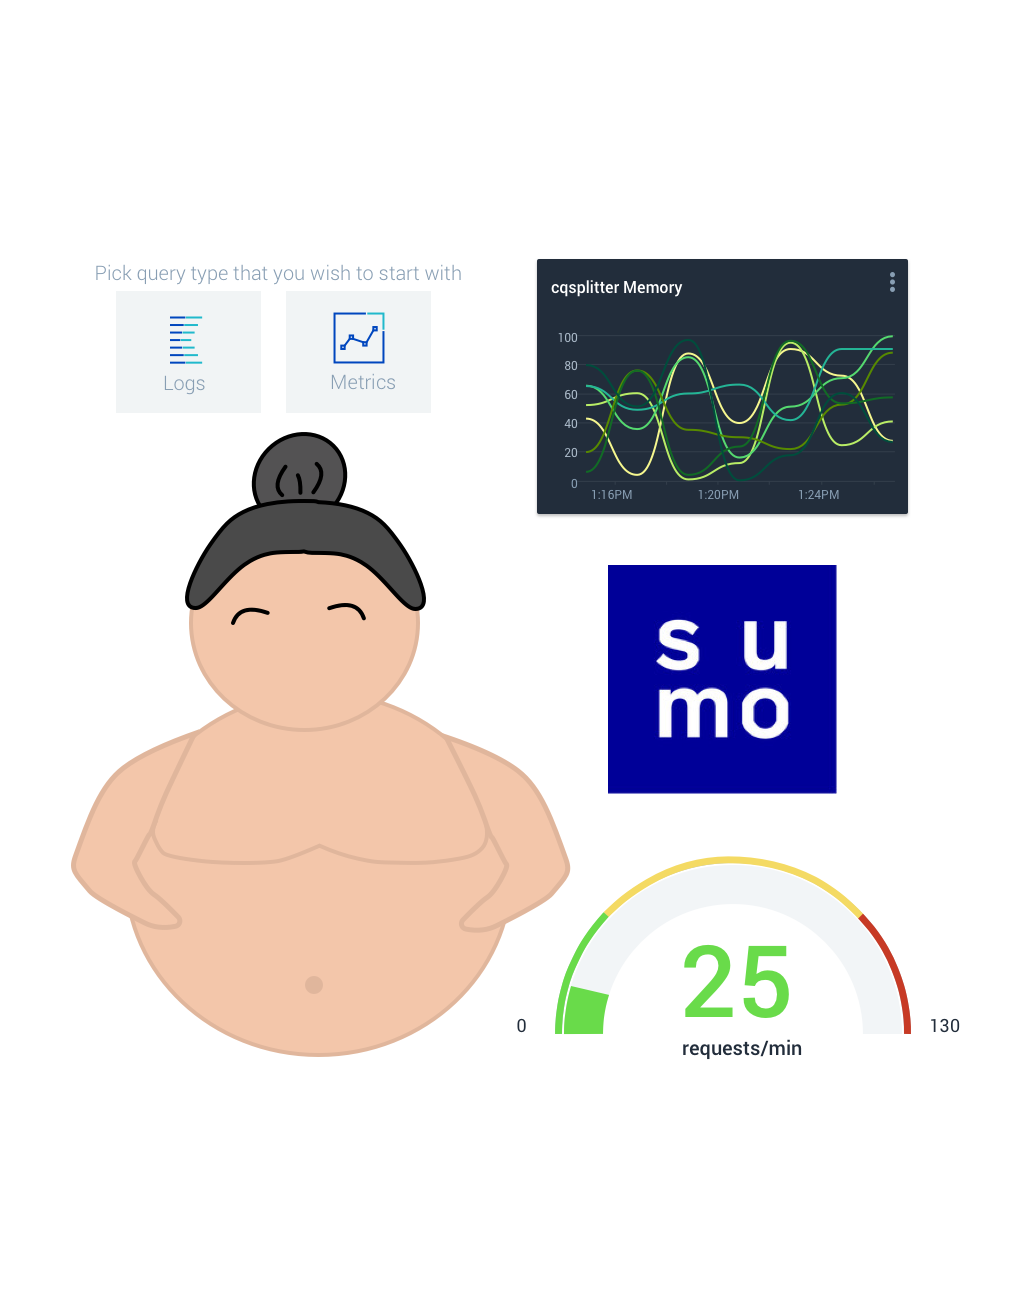 Pick query type that you wish to start with
Logs
Metrics
cqsplitter Memory
100
80
60
40
20
0
1:16PM 1:20PM 1:24PM
s u
mo
25
0
130
requests/min